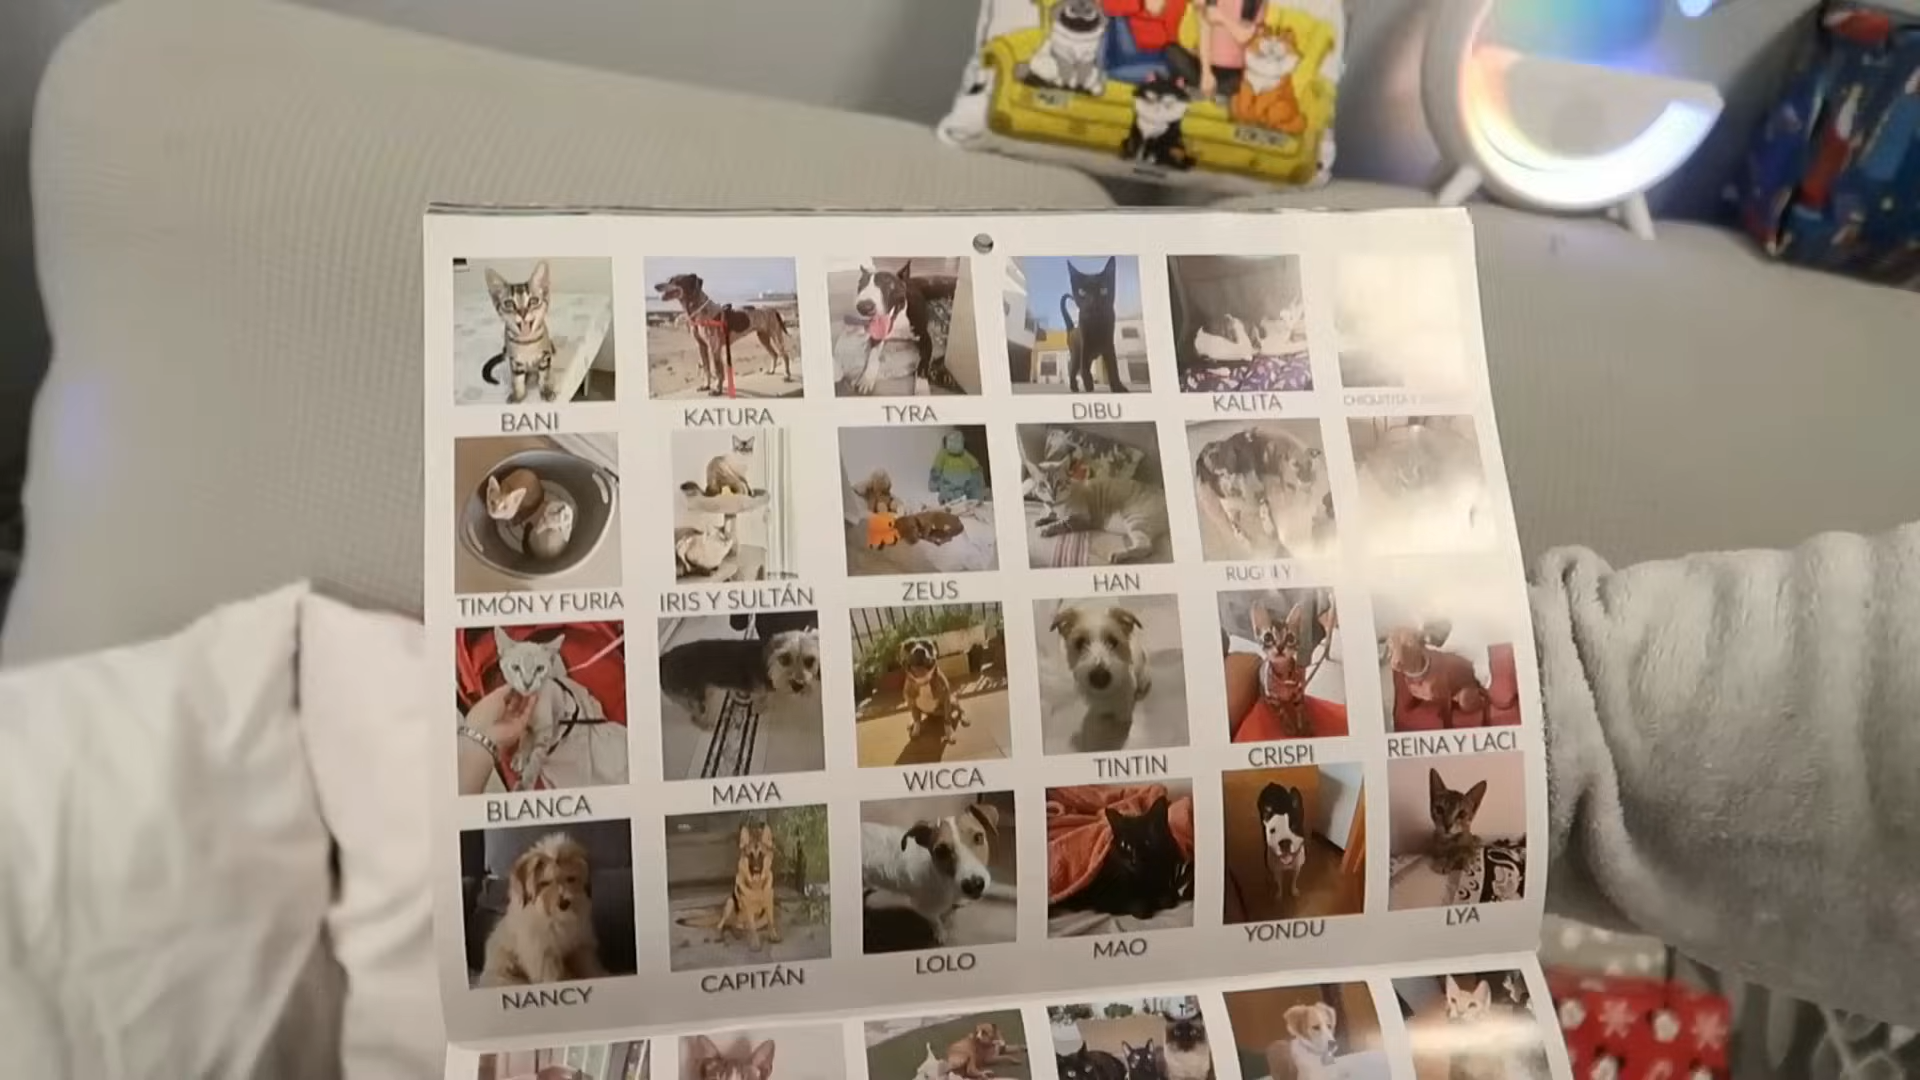 BANI
KATURA
TYRA
DIBU
KALITA
CHIQUITITA Y
TIMÓN Y FURIA
IRIS Y SULTÁN
ZEUS
HAN
Y
BLANCA
MAYA
WICCA
TINTIN
CRISPI
REINA Y LACI
NANCY
CAPITÁN
LOLO
MAO
YONDU
LYA